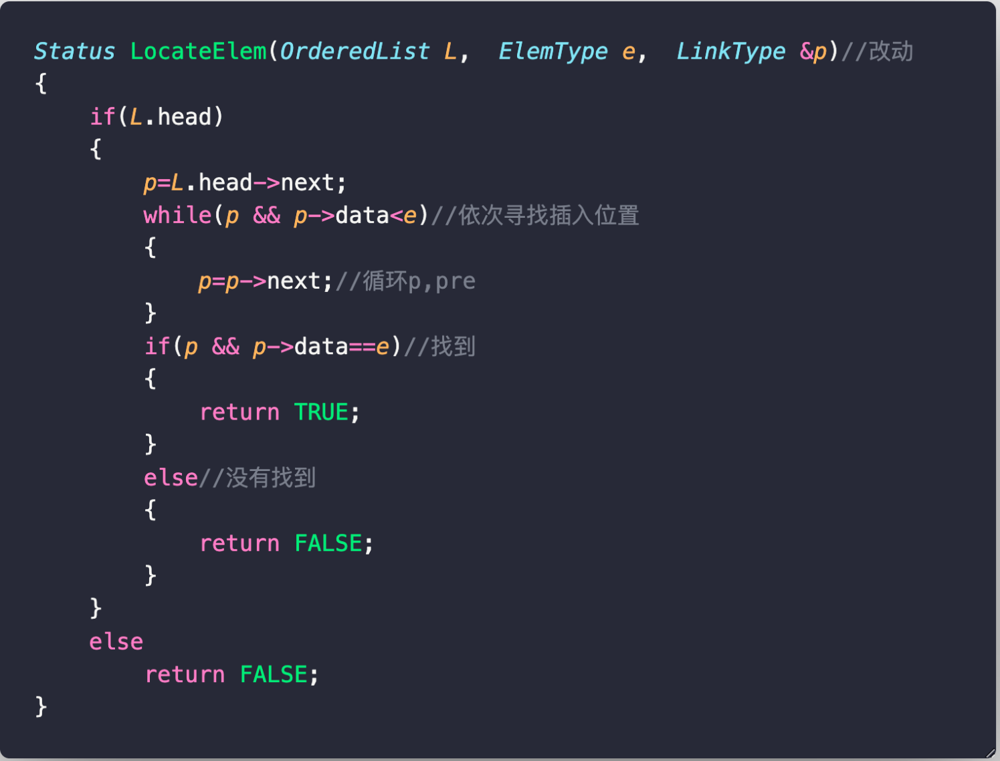 Status LocateElem(OrderedList L,  ElemType e,  LinkType &p)//改动
{
    if(L.head)
    {
        p=L.head->next;
        while(p && p->data<e)//依次寻找插入位置
        {
            p=p->next;//循环p,pre
        }
        if(p && p->data==e)//找到
        {
            return TRUE;
        }
        else//没有找到
        {
            return FALSE;
        }
    }
    else
        return FALSE;
}